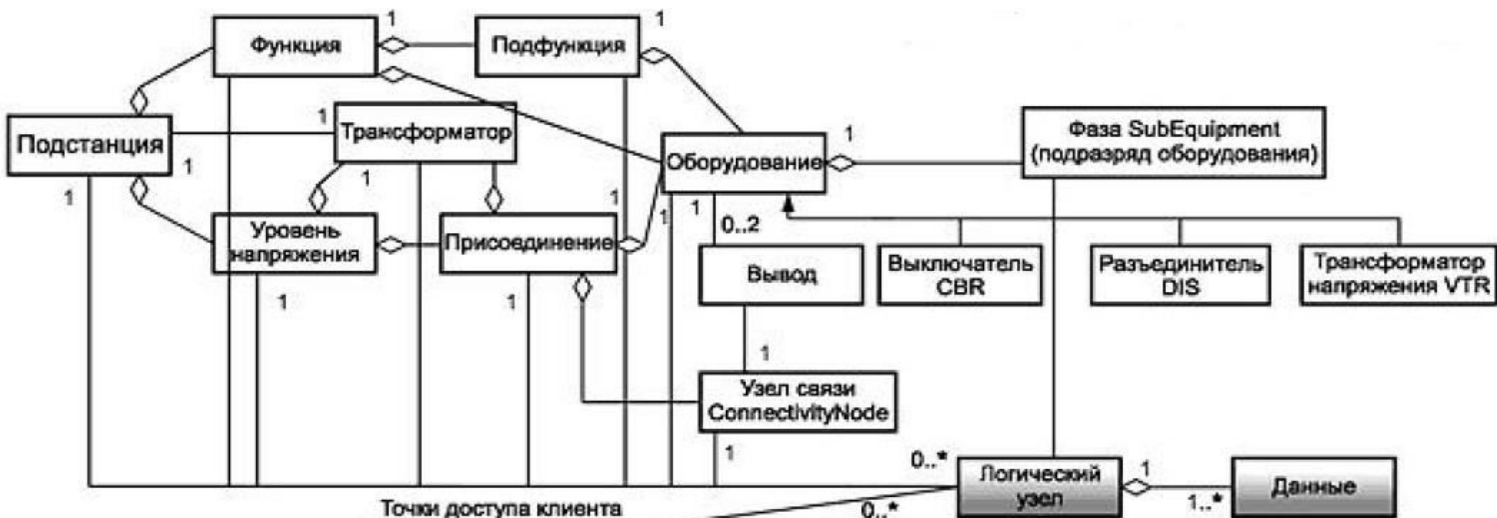 1
1
Функция
Подфункция
1
Подстанция
Трансформатор
1
Оборудование
1
Фаза SubEquipment
(подразряд оборудования)
1
1
1
1
1
1
0..2
Уровень
напряжения
Присоединение
Вывод
Выключатель
CBR
Разъединитель
DIS
Трансформатор
напряжения VTR
1
1
1
1
Узел связи
ConnectivityNode
1
0..*
Логический
узел
1
1..*
Данные
Точки доступа клиента
0..*